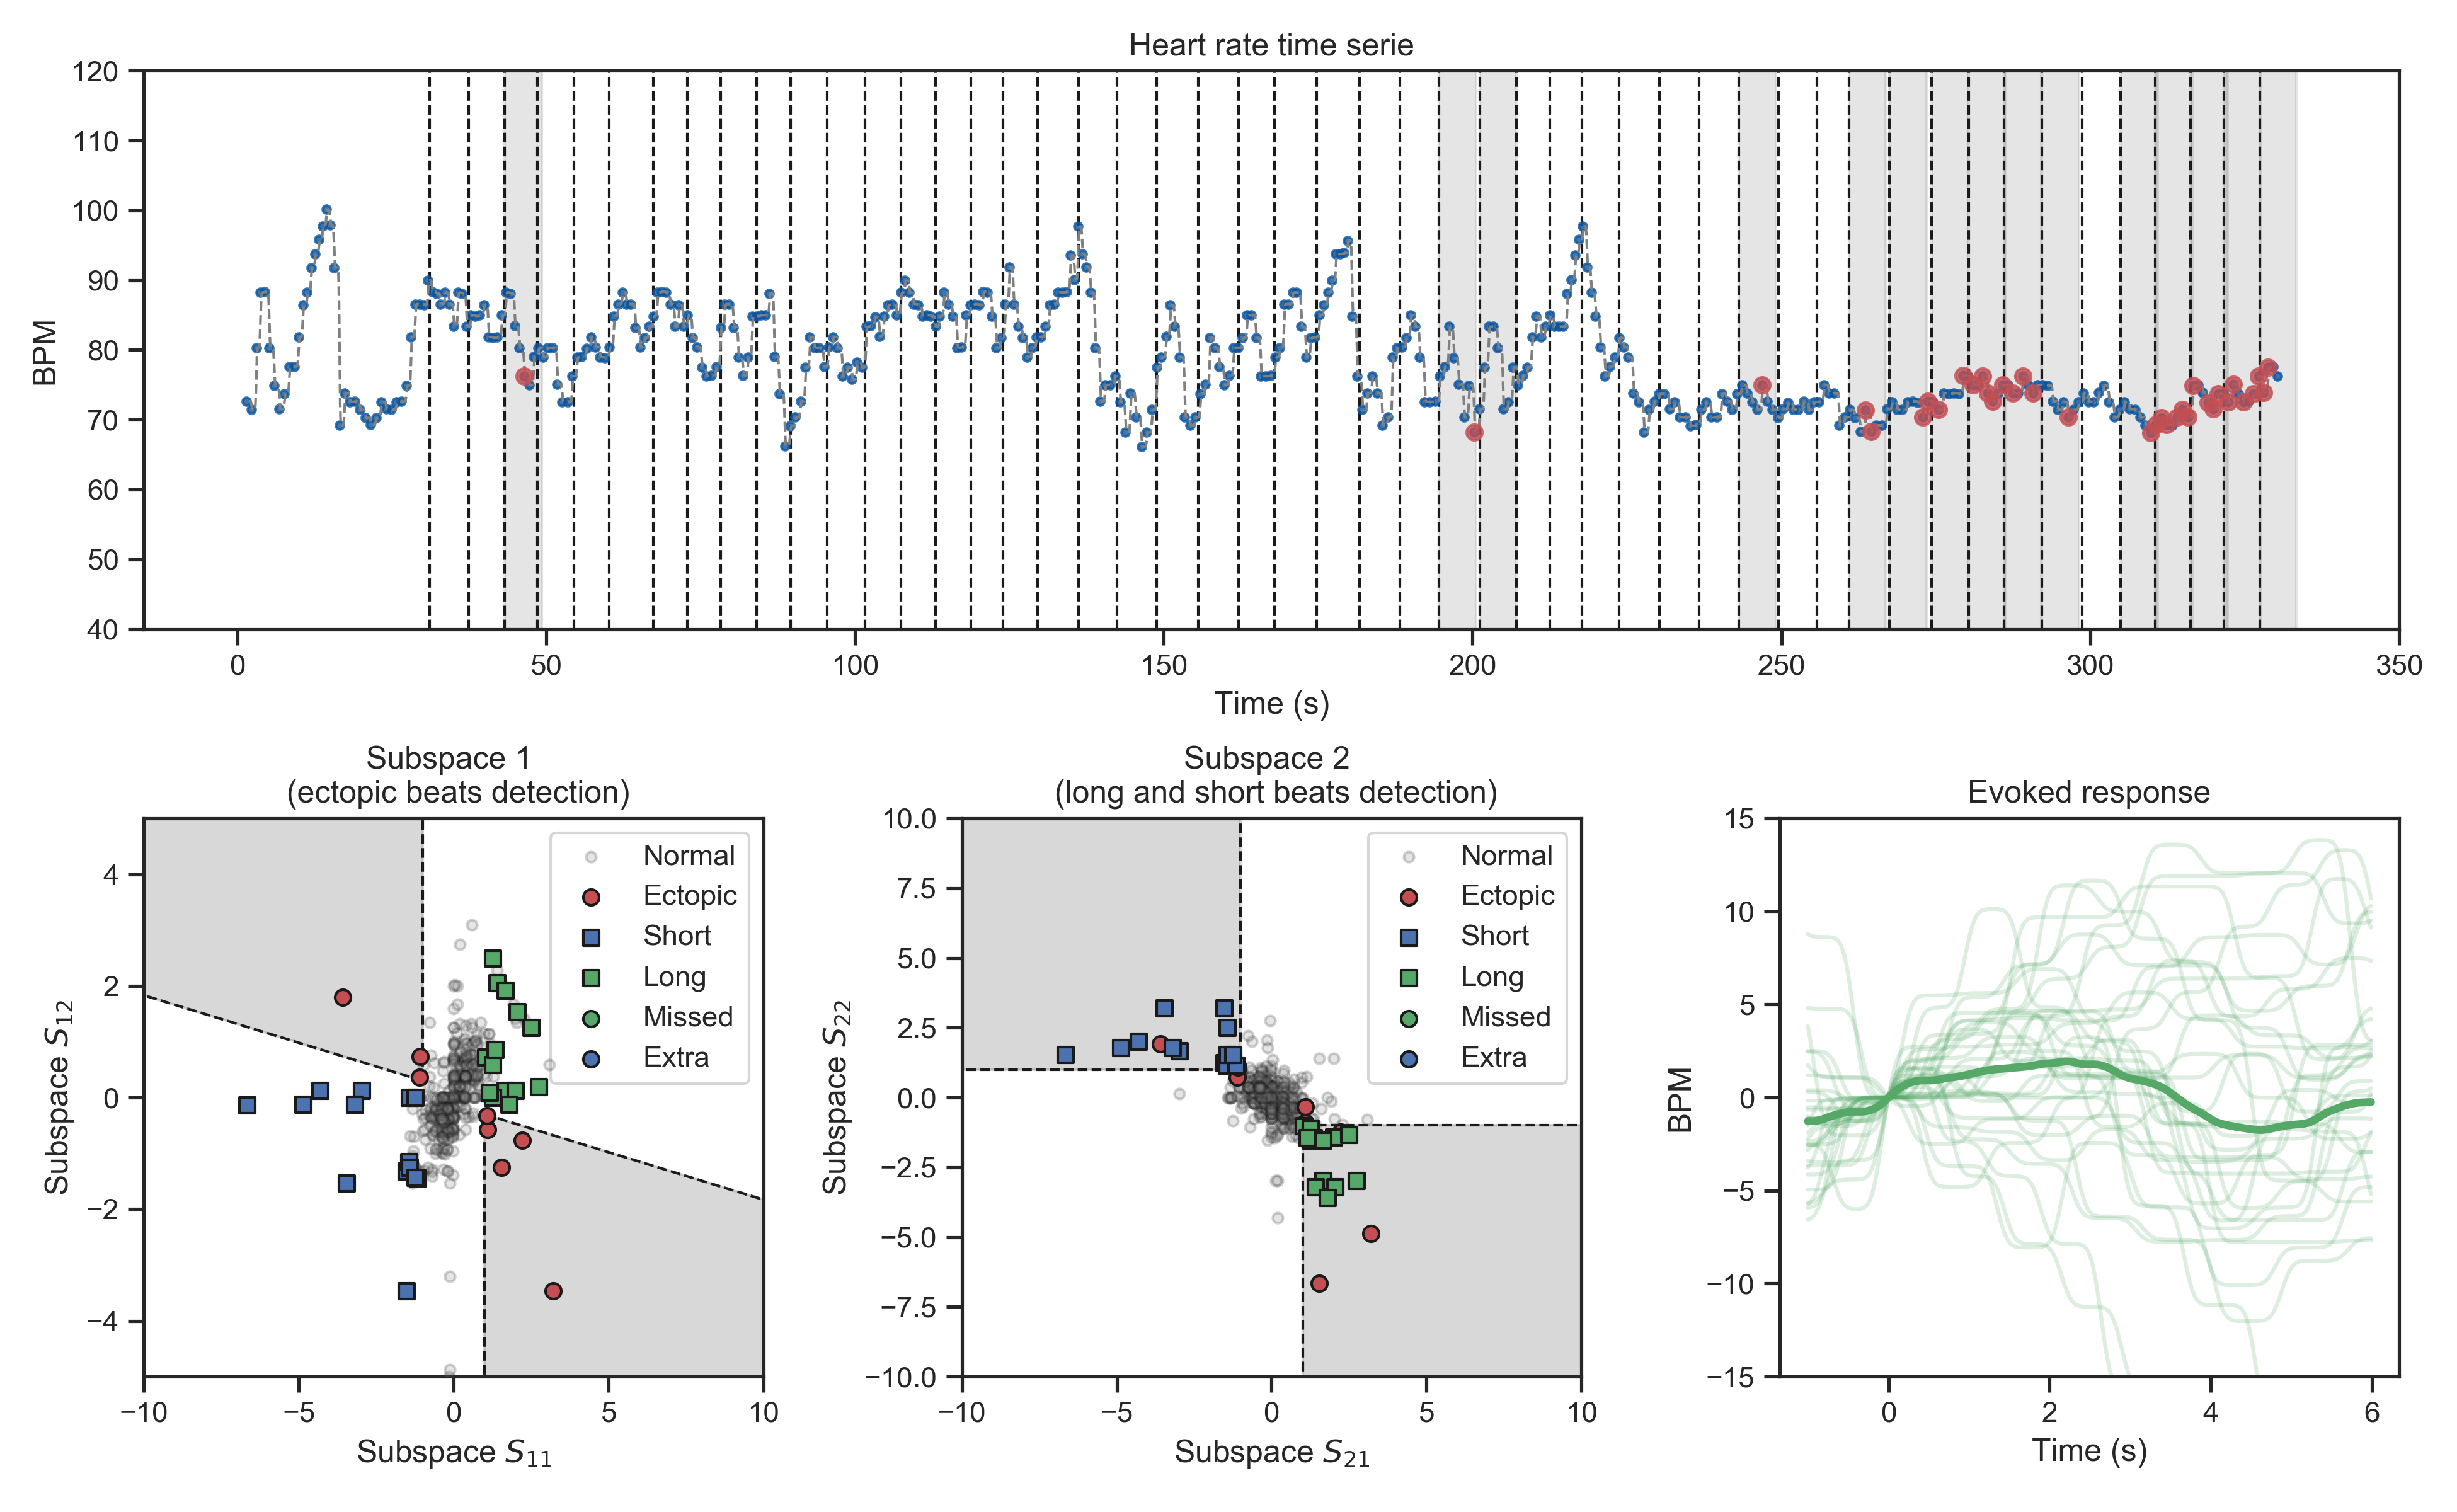 Heart rate time serie
120
110
100
90
80
70
60
50
40
BPM
0 50 100 150 200 250 300 350
Time (s)
Subspace 1
(ectopic beats detection)
4
2
0
−2
−4
Subspace S12
−10 −5 0 5 10
Subspace S11
Normal
Ectopic
Short
Long
Missed
Extra
Subspace 2
(long and short beats detection)
10.0
7.5
5.0
2.5
0.0
−2.5
−5.0
−7.5
−10.0
Subspace S22
−10 −5 0 5 10
Subspace S21
Normal
Ectopic
Short
Long
Missed
Extra
Evoked response
15
10
5
0
−5
−10
−15
BPM
0 2 4 6
Time (s)